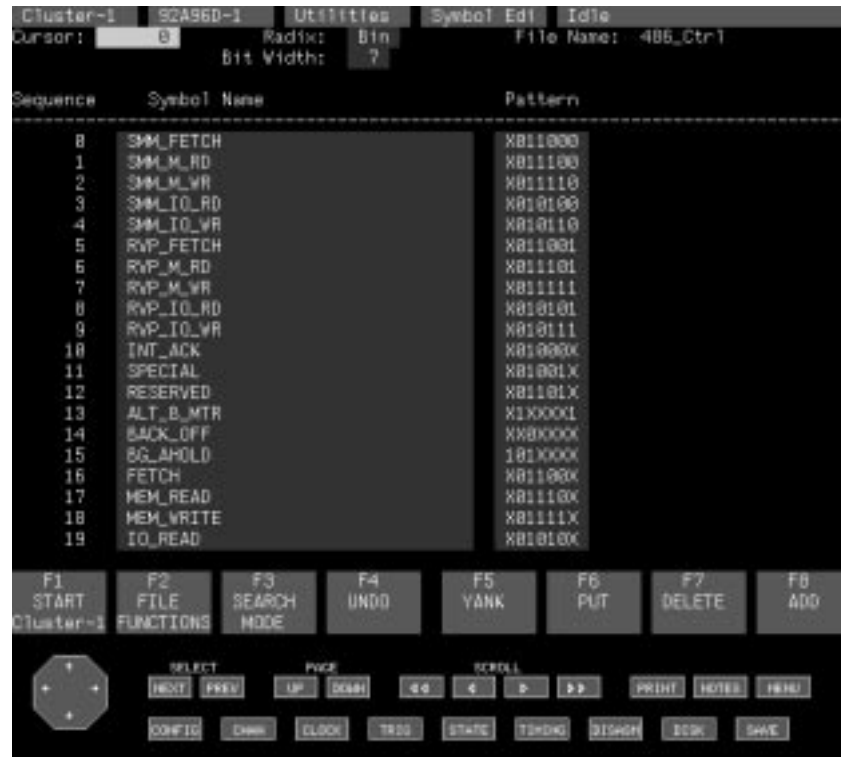 Cluster-1 92A96D-1 Utilities Symbol Edi Idle
Cursor: 0 Radix: Bin File Name: 486_Ctrl
Bit Width: 7
Sequence Symbol Name Pattern
0 SMM_FETCH X011000
1 SMM_M_RD X011100
2 SMM_M_WR X011110
3 SMM_IO_RD X010100
4 SMM_IO_WR X010110
5 RVP_FETCH X011001
6 RVP_M_RD X011101
7 RVP_M_WR X011111
8 RVP_IO_RD X010101
9 RVP_IO_WR X010111
10 INT_ACK X01000X
11 SPECIAL X01001X
12 RESERVED X01101X
13 ALT_B_MTR X1XXXX1
14 BACK_OFF XX0XXXX
15 BG_AHOLD 101XXXX
16 FETCH X01100X
17 MEM_READ X01110X
18 MEM_WRITE X01111X
19 IO_READ X01010X
F1 F2 F3 F4 F5 F6 F7 F8
START FILE SEARCH UNDO YANK PUT DELETE ADD
Cluster-1 FUNCTIONS MODE
SELECT PAGE SCROLL
NEXT PREV UP DOWN PRINT NOTES MENU
CONFIG CHAN CLOCK TRIG STATE TIMING DISASM DISK SAVE